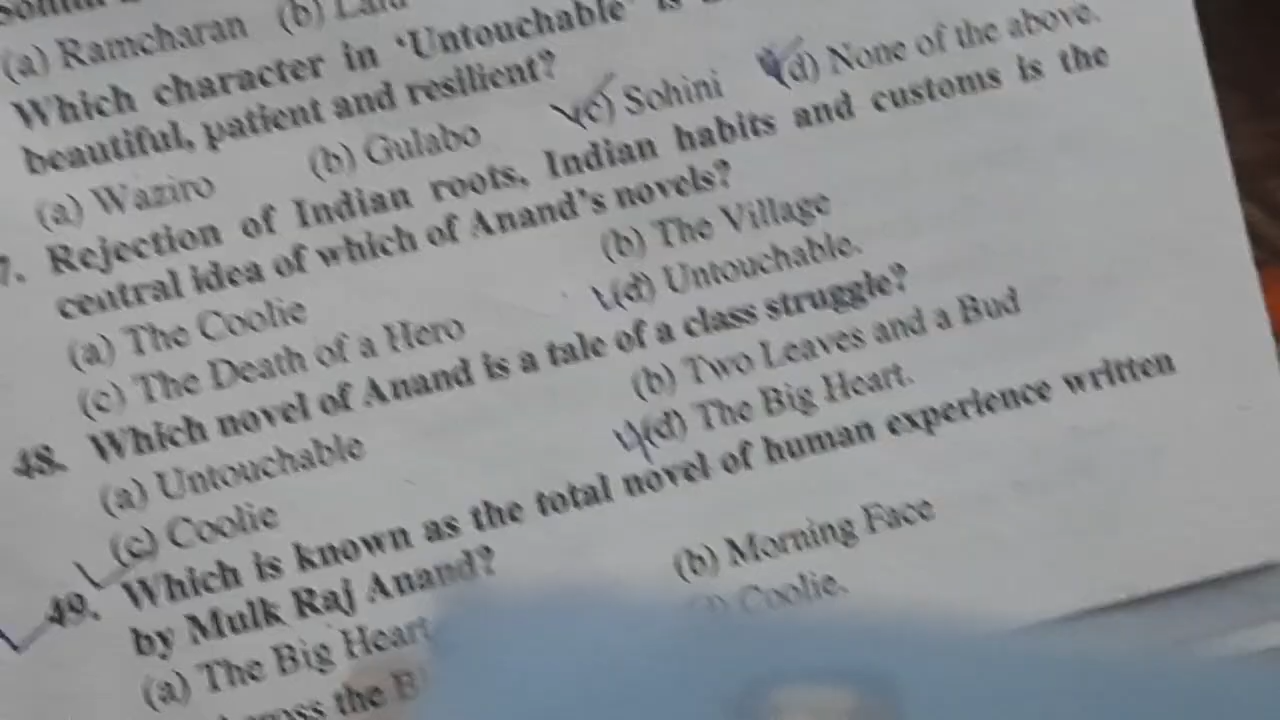 (a) Ramcharan (b)
Which character in ‘Untouchable’ is
beautiful, patient and resilient?
(a) Waziro (b) Gulabo (c) Sohini (d) None of the above.
7. Rejection of Indian roots, Indian habits and customs is the
central idea of which of Anand’s novels?
(a) The Coolie (b) The Village
(c) The Death of a Hero (d) Untouchable.
48. Which novel of Anand is a tale of a class struggle?
(a) Untouchable (b) Two Leaves and a Bud
(c) Coolie (d) The Big Heart.
49. Which is known as the total novel of human experience written
by Mulk Raj Anand?
(a) The Big Heart (b) Morning Face
the Coolie.